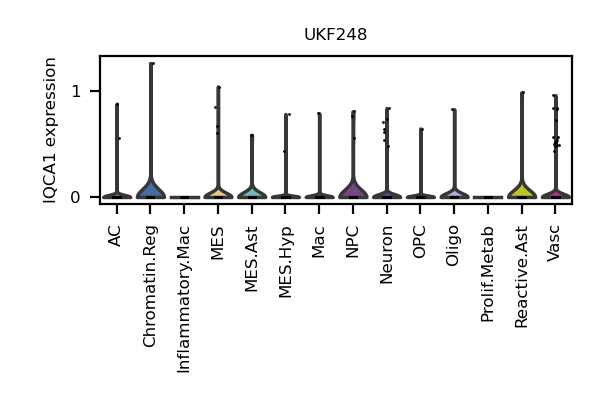 UKF248
IQCA1 expression
1
0
AC
Chromatin.Reg
Inflammatory.Mac
MES
MES.Ast
MES.Hyp
Mac
NPC
Neuron
OPC
Oligo
Prolif.Metab
Reactive.Ast
Vasc